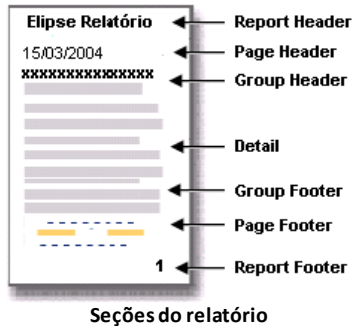 Elipse Relatório Report Header
15/03/2004 Page Header
xxxxxxxxxxxxxxx Group Header
Detail
Group Footer
Page Footer
1 Report Footer
Seções do relatório